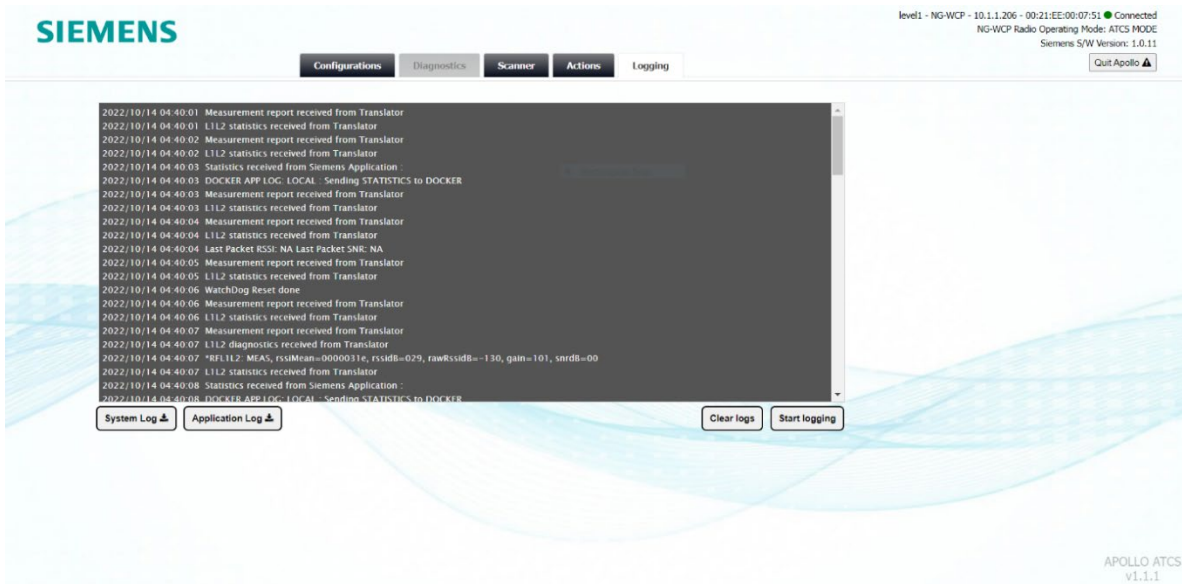 SIEMENS
level1 - NG-WCP - 10.1.1.206 - 00:21:EE:00:07:51 Connected
NG-WCP Radio Operating Mode: ATCS MODE
Siemens S/W Version: 1.0.11
Quit Apollo
Configurations Diagnostics Scanner Actions Logging
2022/10/14 04:40:01 Measurement report received from Translator
2022/10/14 04:40:01 L1L2 statistics received from Translator
2022/10/14 04:40:02 Measurement report received from Translator
2022/10/14 04:40:02 L1L2 statistics received from Translator
2022/10/14 04:40:03 Statistics received from Siemens Application :
2022/10/14 04:40:03 DOCKER APP LOG: LOCAL : Sending STATISTICS to DOCKER
2022/10/14 04:40:03 Measurement report received from Translator
2022/10/14 04:40:03 L1L2 statistics received from Translator
2022/10/14 04:40:04 Measurement report received from Translator
2022/10/14 04:40:04 L1L2 statistics received from Translator
2022/10/14 04:40:04 Last Packet RSSI: NA Last Packet SNR: NA
2022/10/14 04:40:05 Measurement report received from Translator
2022/10/14 04:40:05 L1L2 statistics received from Translator
2022/10/14 04:40:06 WatchDog Reset done
2022/10/14 04:40:06 Measurement report received from Translator
2022/10/14 04:40:06 L1L2 statistics received from Translator
2022/10/14 04:40:07 Measurement report received from Translator
2022/10/14 04:40:07 L1L2 diagnostics received from Translator
2022/10/14 04:40:07 *RFL1L2: MEAS, rssiMean=0000031e, rssidB=029, rawRssidB=-130, gain=101, snrdB=00
2022/10/14 04:40:07 L1L2 statistics received from Translator
2022/10/14 04:40:08 Statistics received from Siemens Application :
2022/10/14 04:40:08 DOCKER APP LOG: LOCAL : Sending STATISTICS to DOCKER
System Log Application Log Clear logs Start logging
APOLLO ATCS
v1.1.1